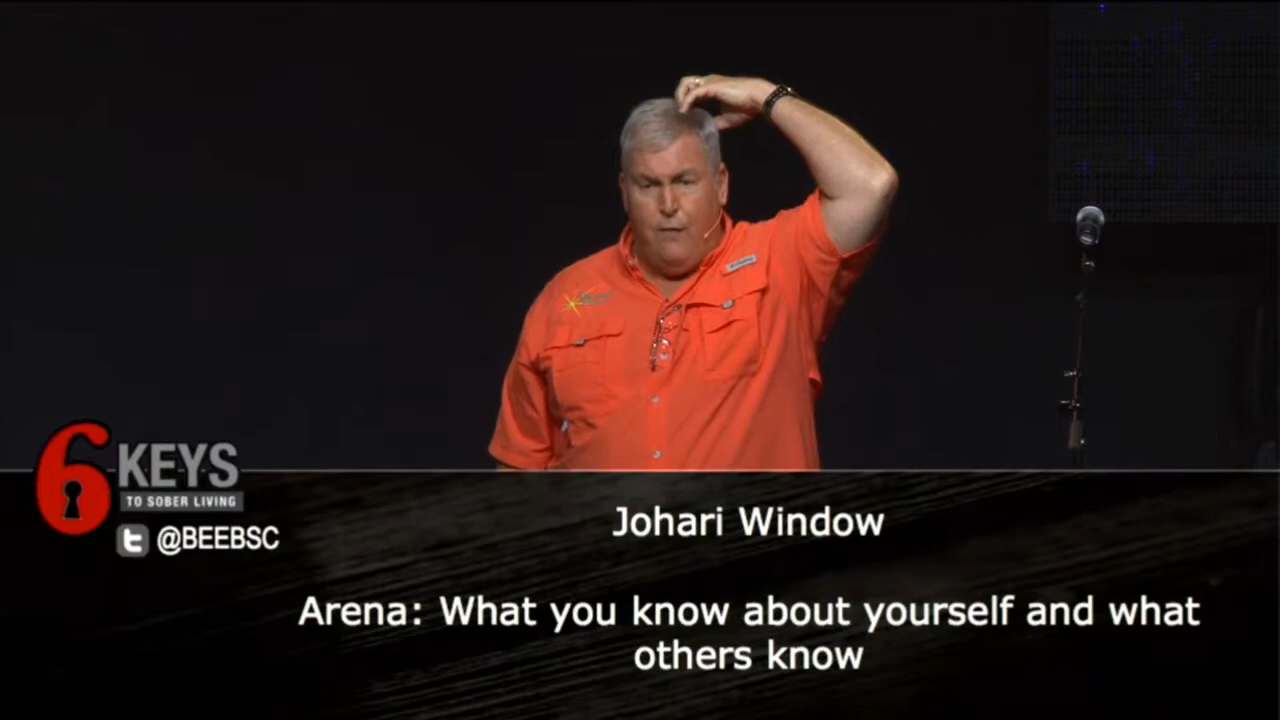 6
KEYS
TO SOBER LIVING
@BEEBSC
Johari Window
Arena: What you know about yourself and what
others know